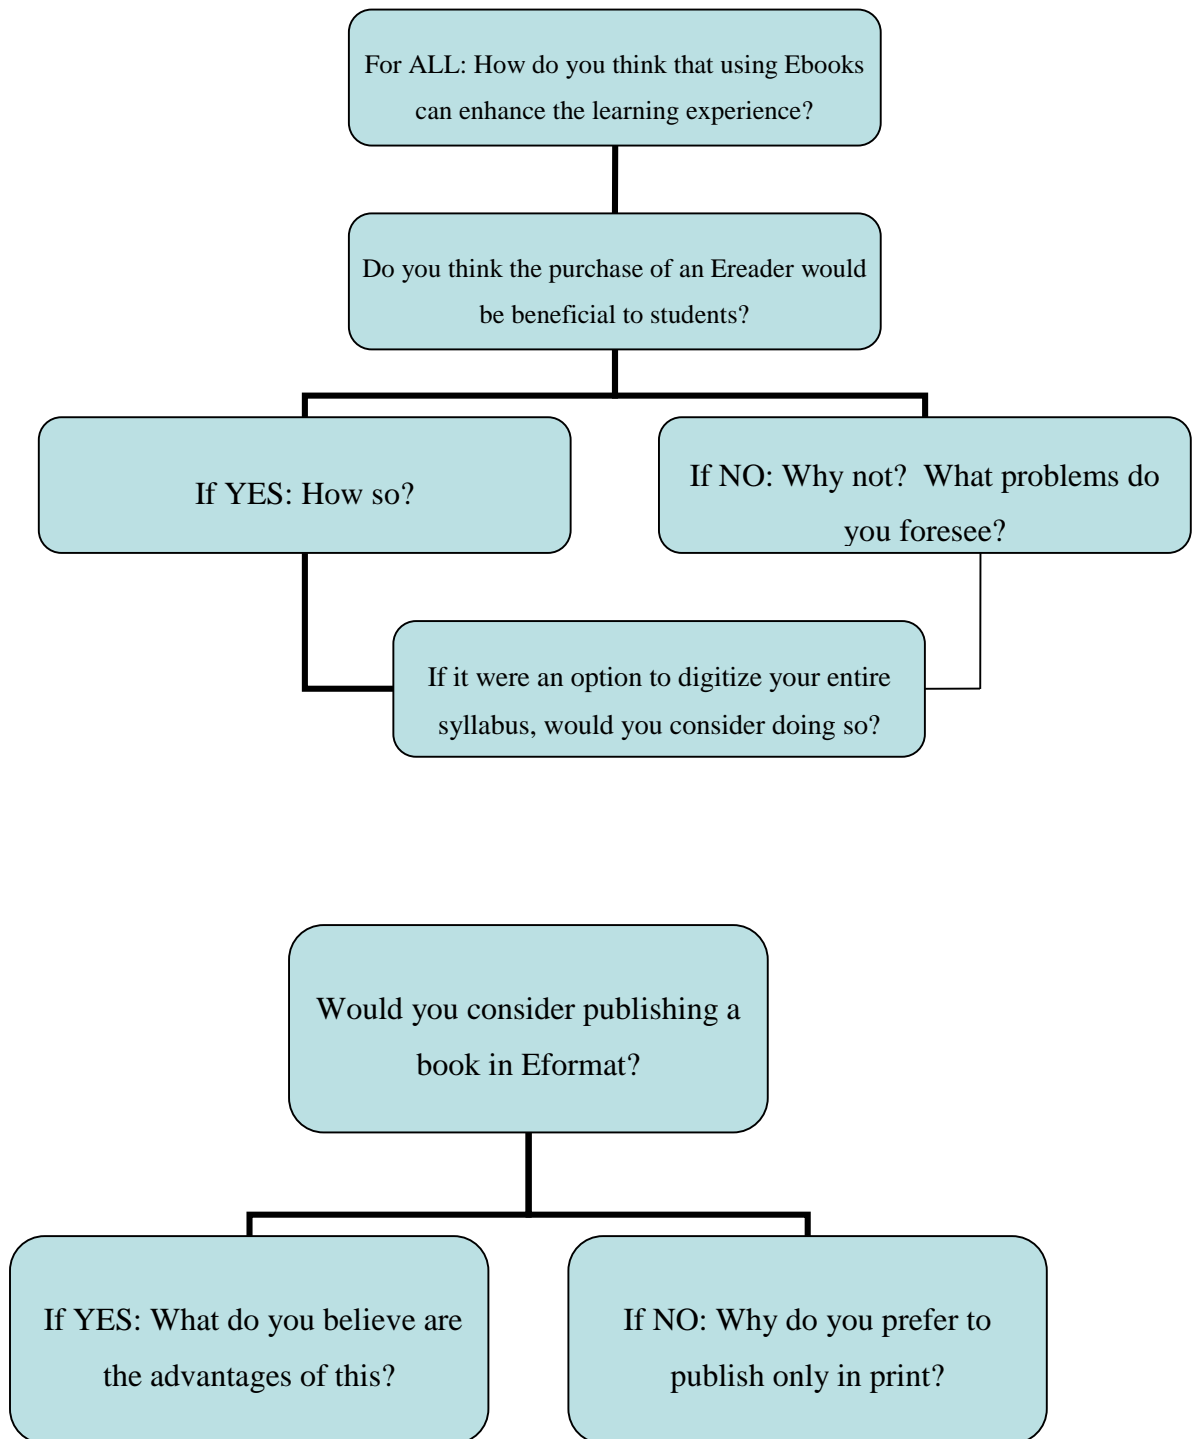 For ALL: How do you think that using Ebooks
can enhance the learning experience?
Do you think the purchase of an Ereader would
be beneficial to students?
If YES: How so?
If NO: Why not?  What problems do
you foresee?
If it were an option to digitize your entire
syllabus, would you consider doing so?
Would you consider publishing a
book in Eformat?
If YES: What do you believe are
the advantages of this?
If NO: Why do you prefer to
publish only in print?